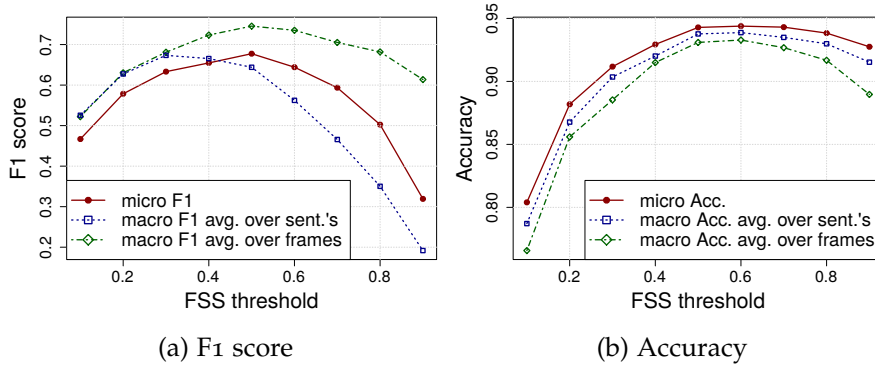 F1 score
0.2 0.3 0.4 0.5 0.6 0.7
micro F1
macro F1 avg. over sent.'s
macro F1 avg. over frames
0.2 0.4 0.6 0.8
FSS threshold
(a) F1 score
Accuracy
0.80 0.85 0.90 0.95
micro Acc.
macro Acc. avg. over sent.'s
macro Acc. avg. over frames
0.2 0.4 0.6 0.8
FSS threshold
(b) Accuracy